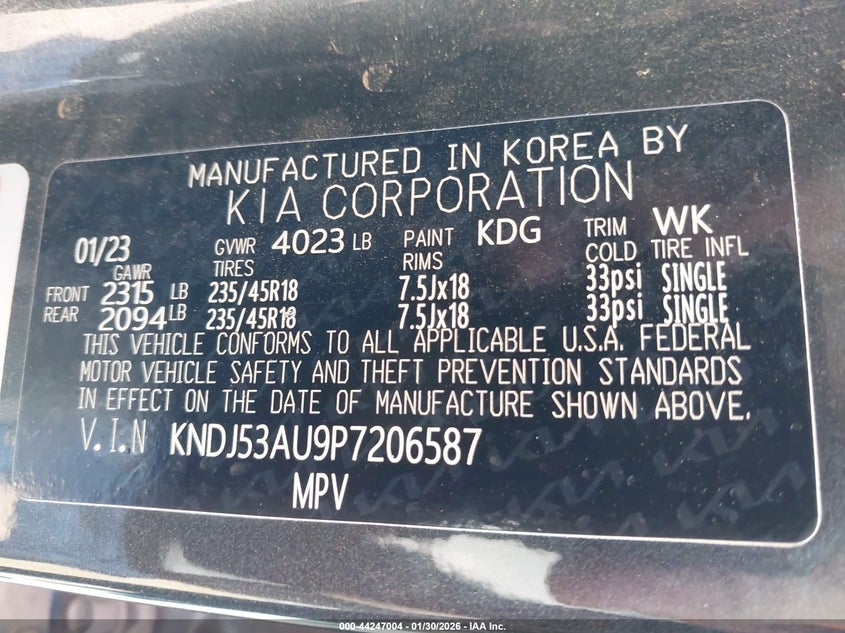 MANUFACTURED IN KOREA BY
KIA CORPORATION
01/23 GVWR 4023 LB PAINT KDG TRIM WK
GAWR TIRES RIMS COLD TIRE INFL
FRONT 2315 LB 235/45R18 7.5Jx18 33psi SINGLE
REAR 2094 LB 235/45R18 7.5Jx18 33psi SINGLE
THIS VEHICLE CONFORMS TO ALL APPLICABLE U.S.A. FEDERAL
MOTOR VEHICLE SAFETY AND THEFT PREVENTION STANDARDS
IN EFFECT ON THE DATE OF MANUFACTURE SHOWN ABOVE.
V.I.N KNDJ53AU9P7206587
MPV
000-44247004 - 01/30/2026 - IAA Inc.